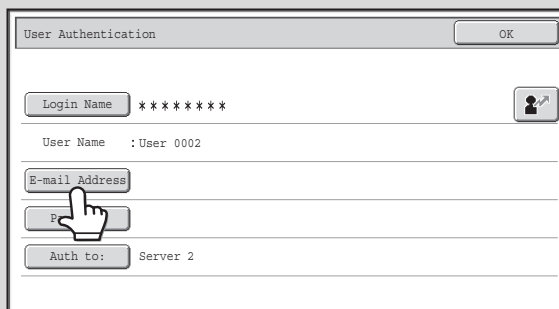 User Authentication
OK
Login Name ********
User Name :User 0002
E-mail Address
Auth to: Server 2